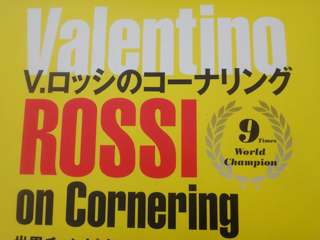 Valentino
V.ロッシのコーナリング
ROSSI
9
Times
World
Champion
on Cornering